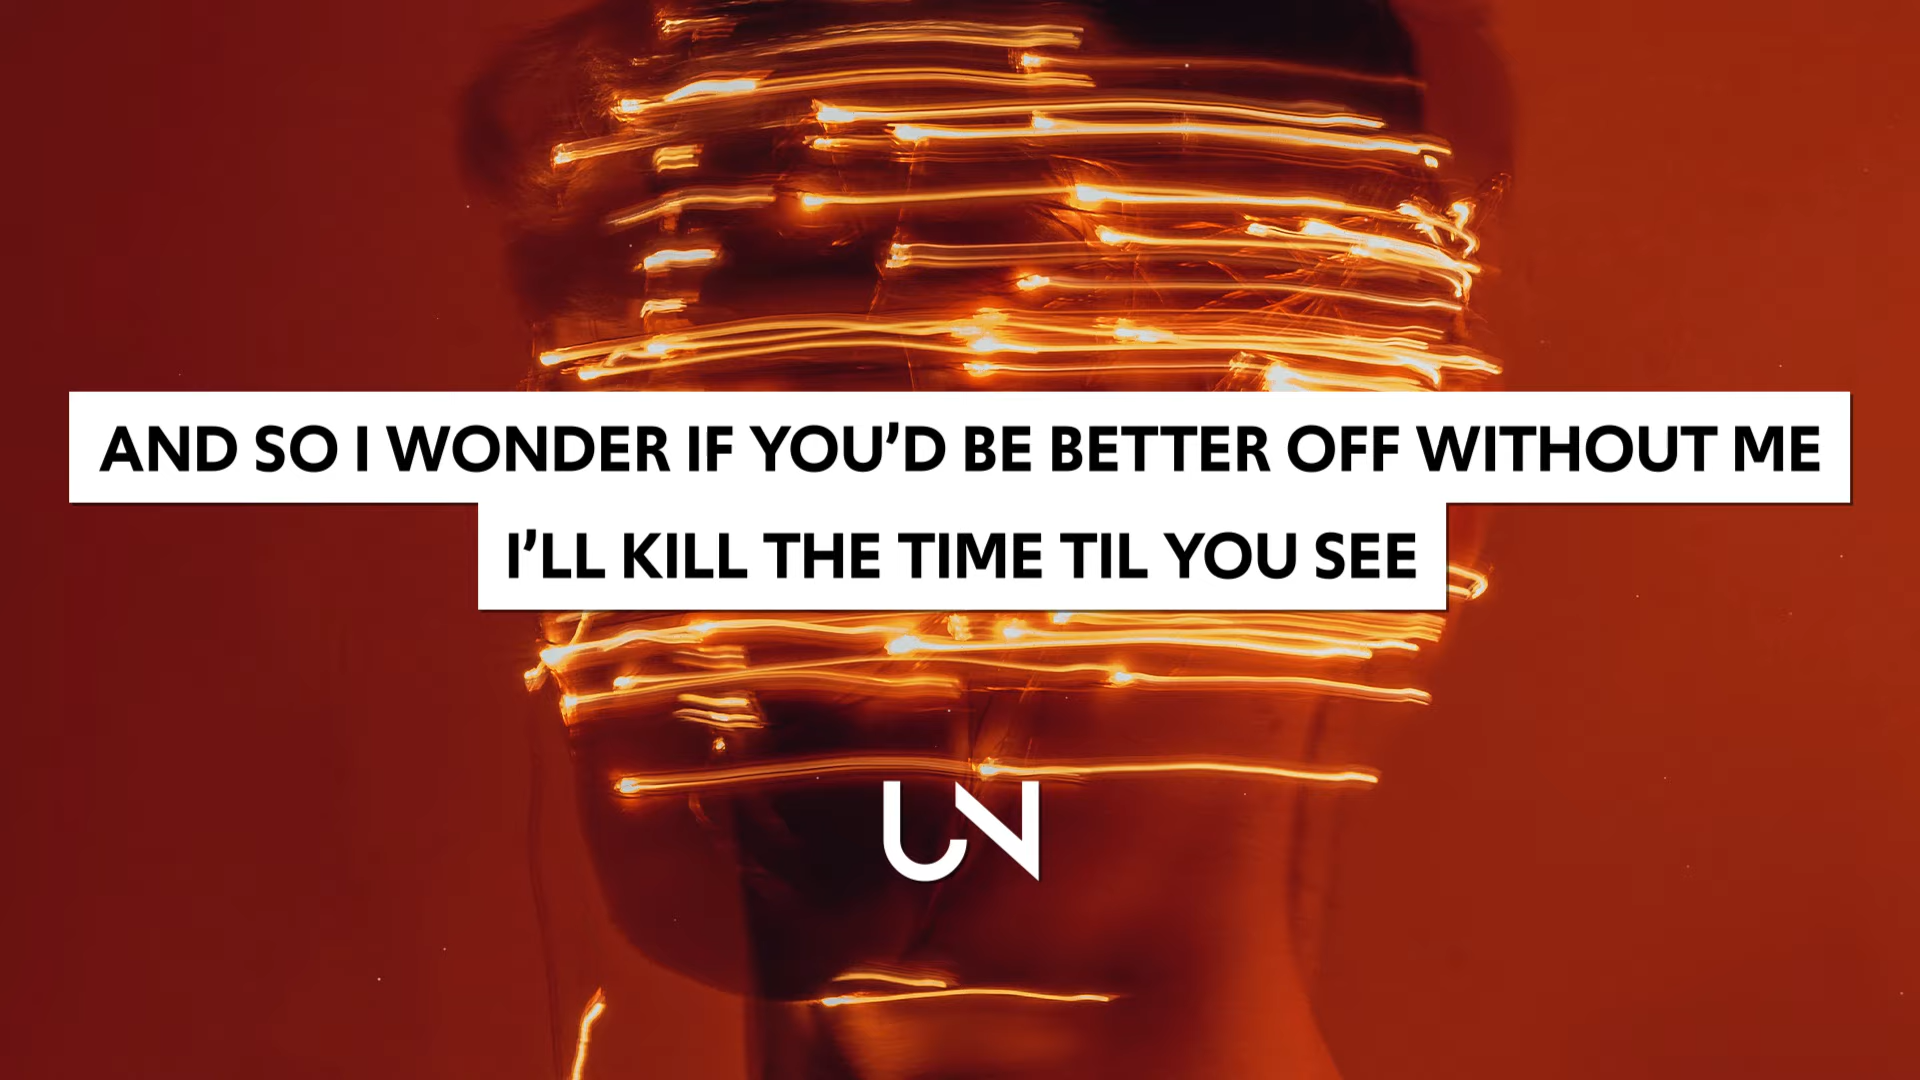 AND SO I WONDER IF YOU’D BE BETTER OFF WITHOUT ME
I’LL KILL THE TIME TIL YOU SEE
UN